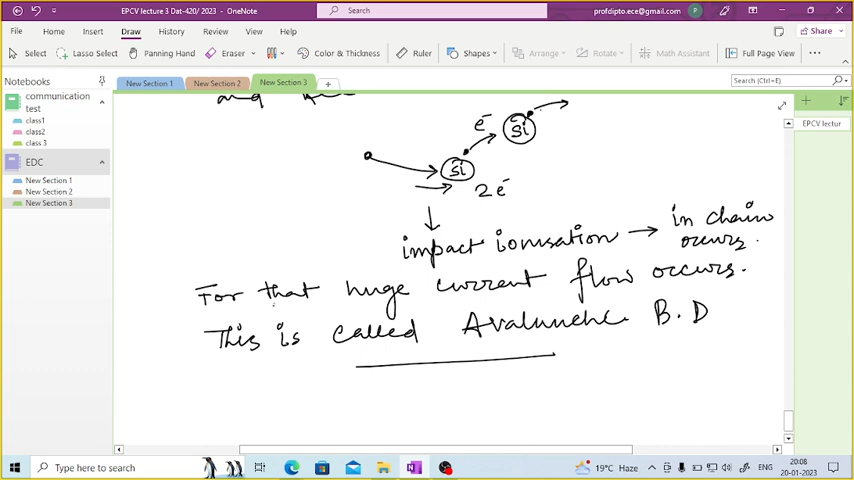 EPCV lecture 3 Dat-420/ 2023 - OneNote
Search
profdipto.ece@gmail.com
P
File Home Insert Draw History Review View Help Share
Select Lasso Select Panning Hand Eraser Color & Thickness Ruler Shapes Arrange Rotate Math Assistant Full Page View
Notebooks
New Section 1 New Section 2 New Section 3 +
Search (Ctrl+E)
communication
test
class1
class2
class 3
EDC
New Section 1
New Section 2
New Section 3
EPCV lectur
and
e⁻ Si
Si
2e⁻
impact ionisation → in chain
occurs.
For that huge current flow occurs.
This is called Avalanche B.D
Type here to search
19°C Haze
ENG
20:08
20-01-2023